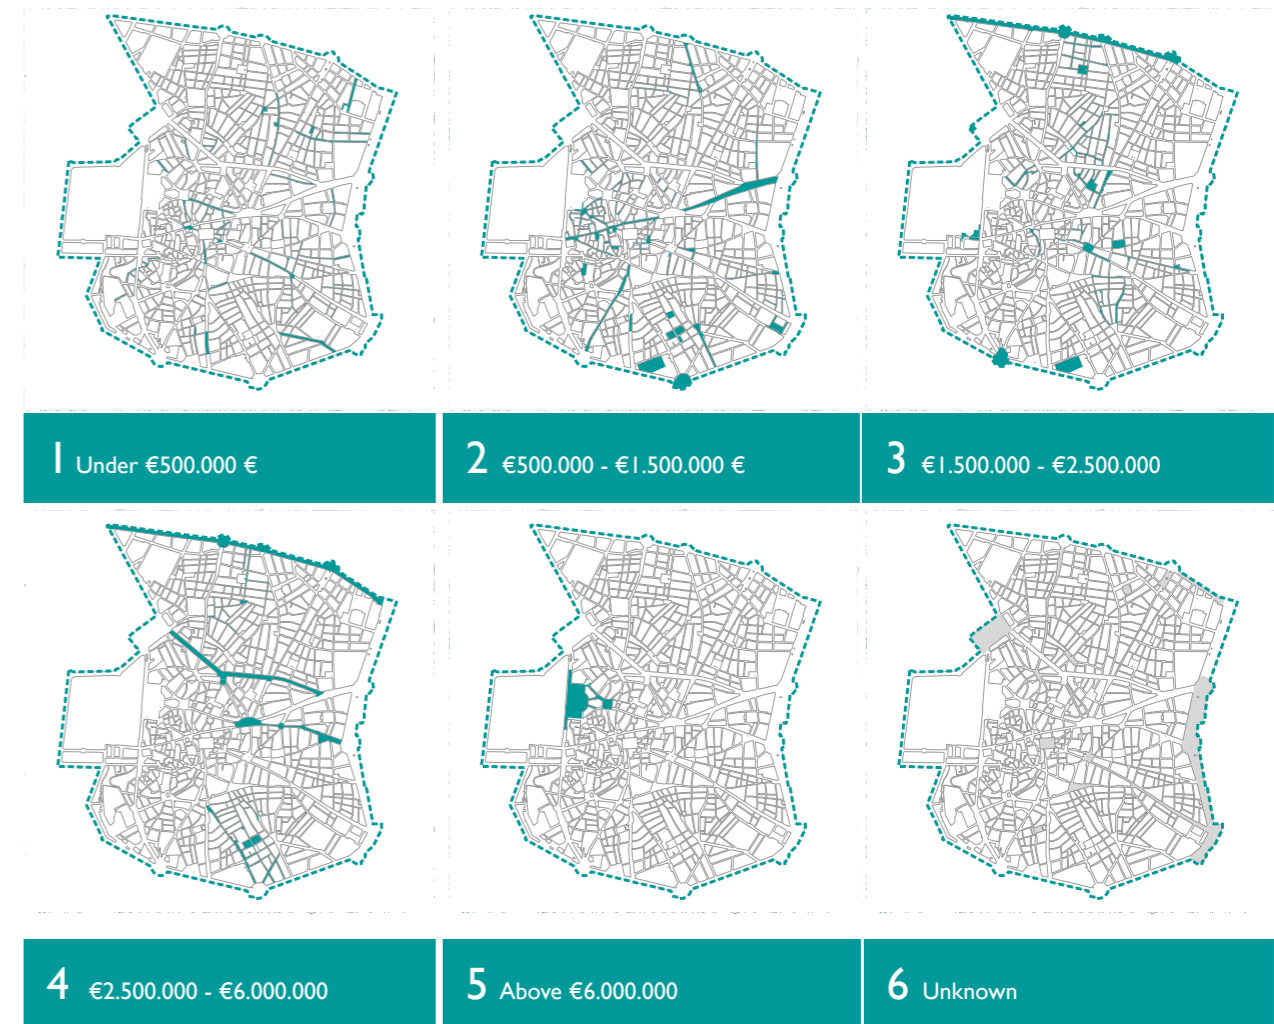 1 Under €500.000 €
2 €500.000 - €1.500.000 €
3 €1.500.000 - €2.500.000
4 €2.500.000 - €6.000.000
5 Above €6.000.000
6 Unknown